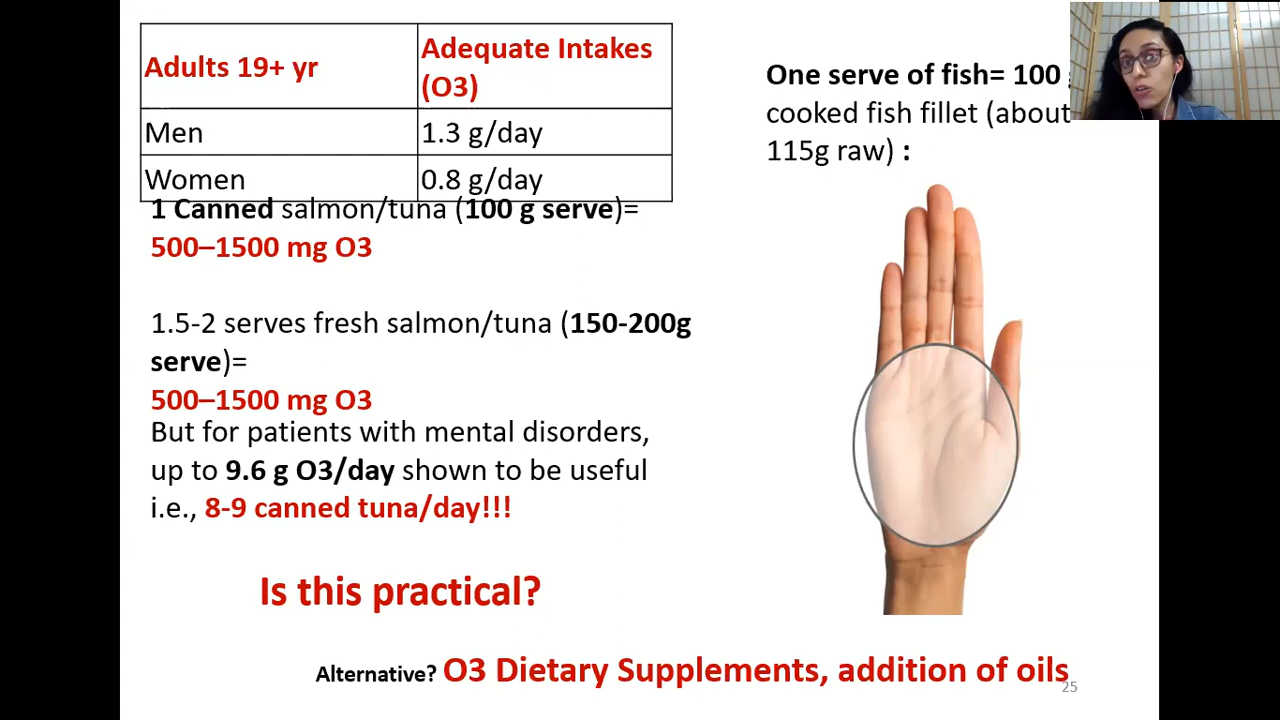 Adults 19+ yr
Adequate Intakes
(O3)
Men
1.3 g/day
Women
0.8 g/day
1 Canned salmon/tuna (100 g serve)=
500–1500 mg O3
1.5-2 serves fresh salmon/tuna (150-200g
serve)=
500–1500 mg O3
But for patients with mental disorders,
up to 9.6 g O3/day shown to be useful
i.e., 8-9 canned tuna/day!!!
Is this practical?
Alternative? O3 Dietary Supplements, addition of oils
25
One serve of fish= 100
cooked fish fillet (about
115g raw) :